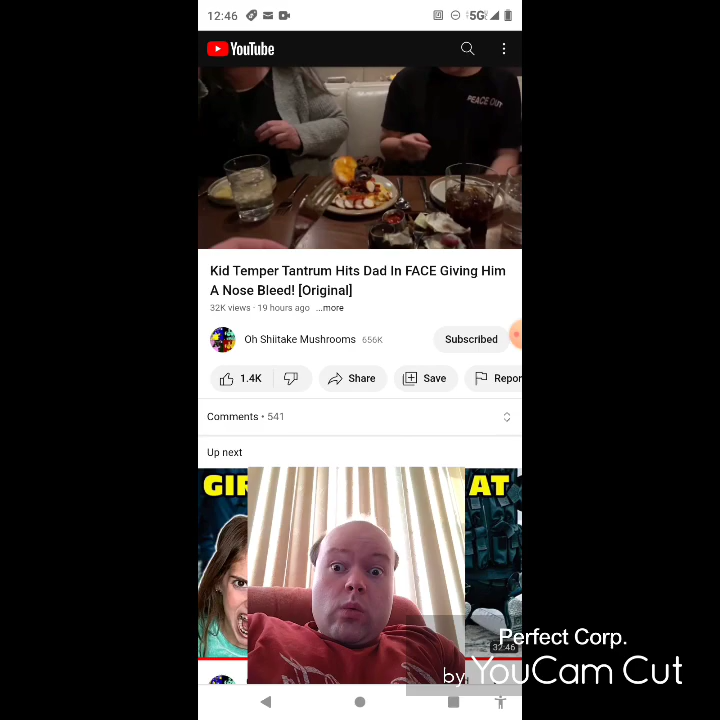 12:46
5G
YouTube
PEACE OUT
Kid Temper Tantrum Hits Dad In FACE Giving Him
A Nose Bleed! [Original]
32K views · 19 hours ago ...more
Oh Shiitake Mushrooms 656K
Subscribed
1.4K
Share
Save
Repor
Comments • 541
Up next
GIR
AT
32:46
Perfect Corp.
by YouCam Cut